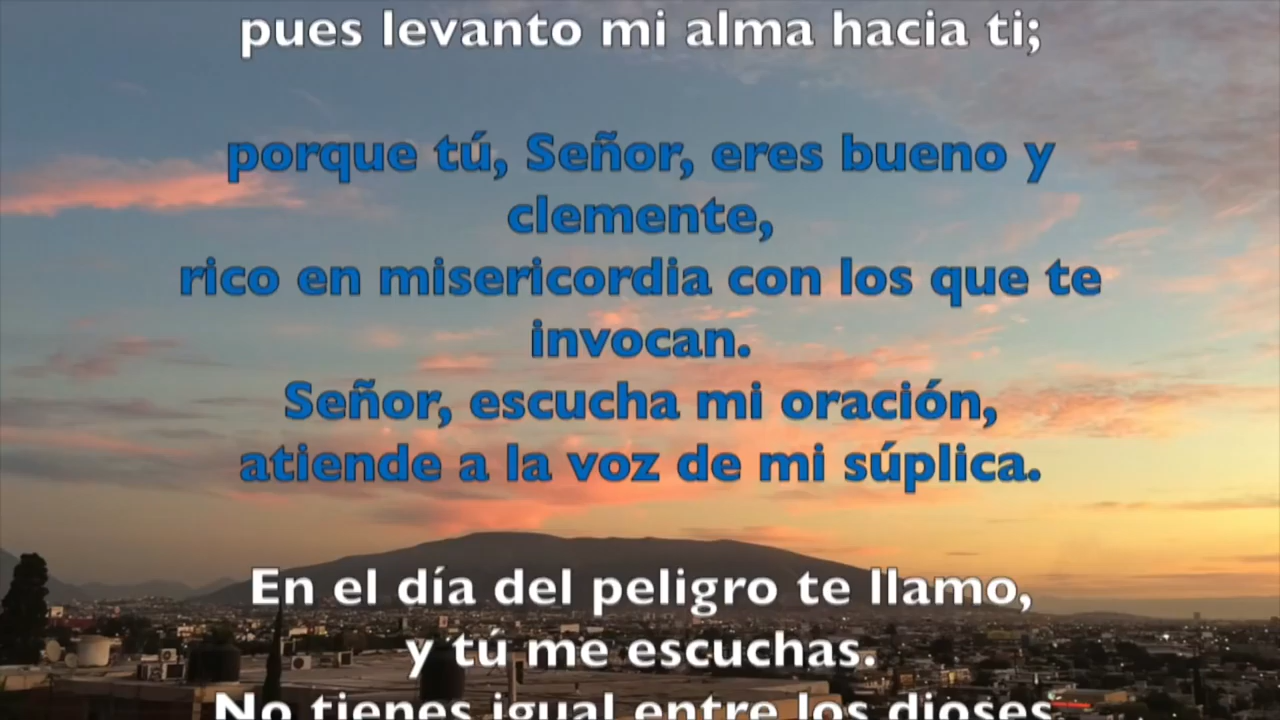 pues levanto mi alma hacia ti;
porque tú, Señor, eres bueno y
clemente,
rico en misericordia con los que te
invocan.
Señor, escucha mi oración,
atiende a la voz de mi súplica.
En el día del peligro te llamo,
y tú me escuchas.
No tienes igual entre los dioses,